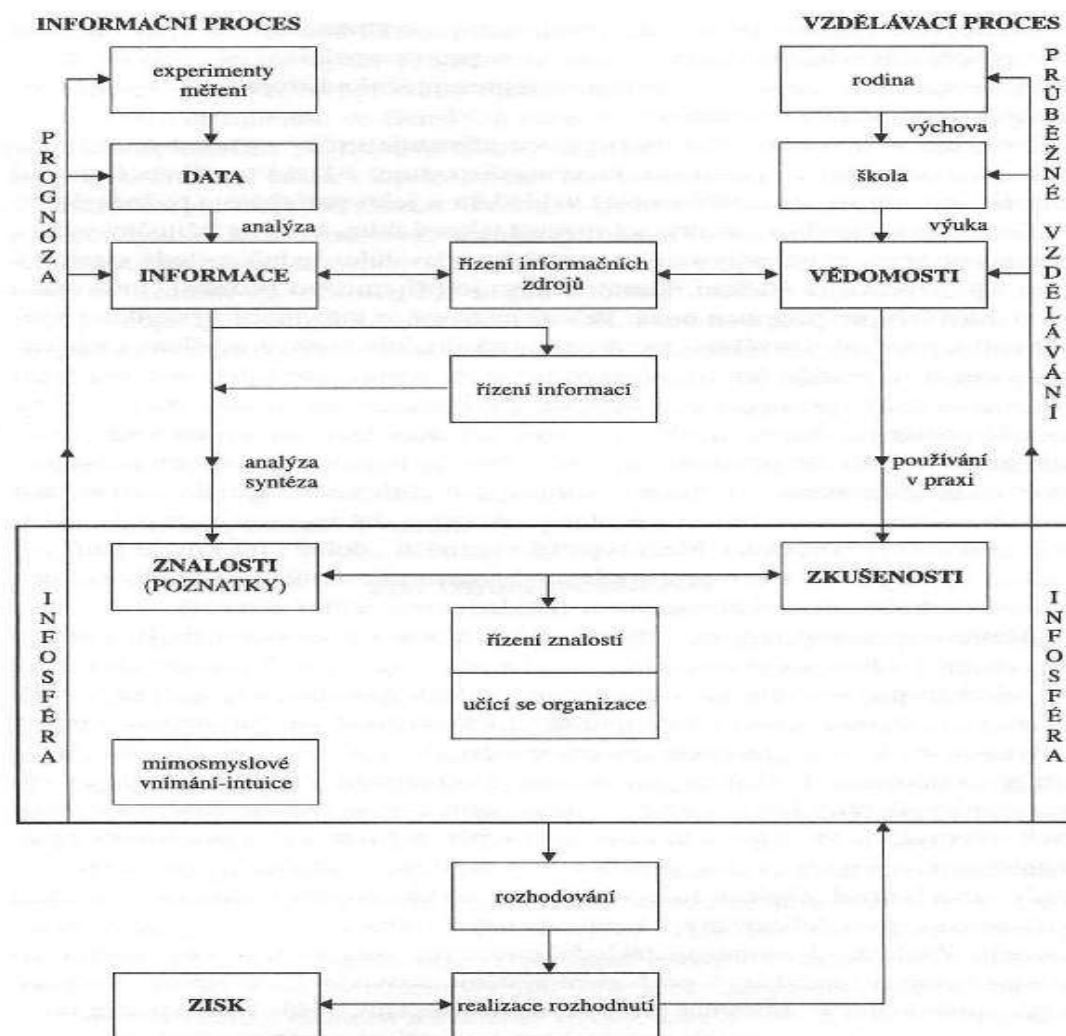 INFORMAČNÍ PROCES
VZDĚLÁVACÍ PROCES
experimenty
měření
rodina
výchova
DATA
škola
analýza
výuka
INFORMACE
řízení informačních
zdrojů
VĚDOMOSTI
řízení informací
analýza
syntéza
používání
v praxi
PROGNÓZA
PRŮBĚŽNÉ VZDĚLÁVÁNÍ
ZNALOSTI
(POZNATKY)
ZKUŠENOSTI
řízení znalostí
učící se organizace
INFOSFÉRA
INFOSFÉRA
mimosmyslové
vnímání-intuice
rozhodování
ZISK
realizace rozhodnutí